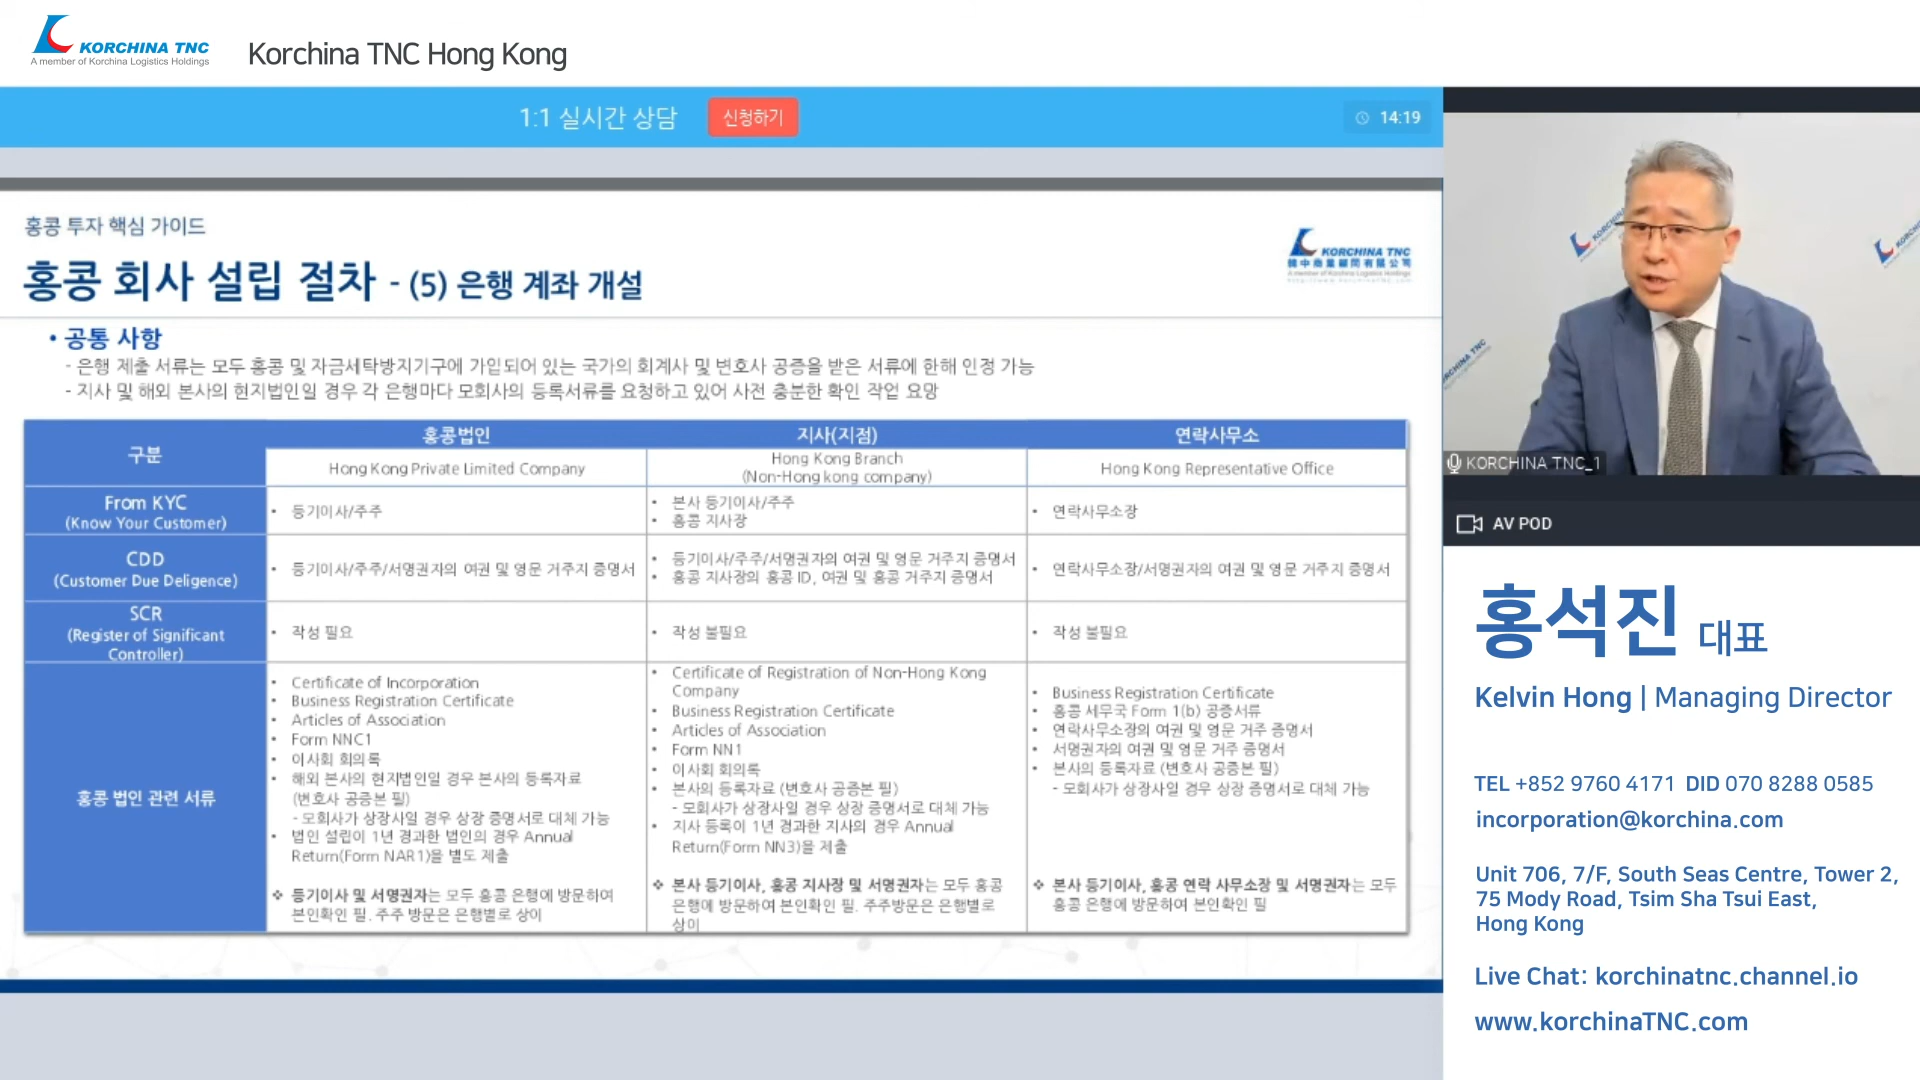 KORCHINA TNC
A member of Korchina Logistics Holdings
Korchina TNC Hong Kong
1:1 실시간 상담
신청하기
14:19
홍콩 투자 핵심 가이드
홍콩 회사 설립 절차 - (5) 은행 계좌 개설
KORCHINA TNC
韓中商業顧問有限公司
A member of Korchina Logistics Holdings
• 공통 사항
- 은행 제출 서류는 모두 홍콩 및 자금세탁방지기구에 가입되어 있는 국가의 회계사 및 변호사 공증을 받은 서류에 한해 인정 가능
- 지사 및 해외 본사의 현지법인일 경우 각 은행마다 모회사의 등록서류를 요청하고 있어 사전 충분한 확인 작업 요망
구분
홍콩법인
지사(지점)
연락사무소
Hong Kong Private Limited Company
Hong Kong Branch
(Non-Hong kong company)
Hong Kong Representative Office
From KYC
(Know Your Customer)
• 등기이사/주주
• 본사 등기이사/주주
• 홍콩 지사장
• 연락사무소장
CDD
(Customer Due Deligence)
• 등기이사/주주/서명권자의 여권 및 영문 거주지 증명서
• 등기이사/주주/서명권자의 여권 및 영문 거주지 증명서
• 홍콩 지사장의 홍콩 ID, 여권 및 홍콩 거주지 증명서
• 연락사무소장/서명권자의 여권 및 영문 거주지 증명서
SCR
(Register of Significant
Controller)
• 작성 필요
• 작성 불필요
• 작성 불필요
홍콩 법인 관련 서류
• Certificate of Incorporation
• Business Registration Certificate
• Articles of Association
• Form NNC1
• 이사회 회의록
• 해외 본사의 현지법인일 경우 본사의 등록자료
(변호사 공증본 필)
- 모회사가 상장사일 경우 상장 증명서로 대체 가능
• 법인 설립이 1년 경과한 법인의 경우 Annual
Return(Form NAR1)을 별도 제출
❖ 등기이사 및 서명권자는 모두 홍콩 은행에 방문하여
본인확인 필. 주주 방문은 은행별로 상이
• Certificate of Registration of Non-Hong Kong
Company
• Business Registration Certificate
• Articles of Association
• Form NN1
• 이사회 회의록
• 본사의 등록자료 (변호사 공증본 필)
- 모회사가 상장사일 경우 상장 증명서로 대체 가능
• 지사 등록이 1년 경과한 지사의 경우 Annual
Return(Form NN3)을 제출
❖ 본사 등기이사, 홍콩 지사장 및 서명권자는 모두 홍콩
은행에 방문하여 본인확인 필. 주주방문은 은행별로
상이
• Business Registration Certificate
• 홍콩 세무국 Form 1(b) 공증서류
• 연락사무소장의 여권 및 영문 거주 증명서
• 서명권자의 여권 및 영문 거주 증명서
• 본사의 등록자료 (변호사 공증본 필)
- 모회사가 상장사일 경우 상장 증명서로 대체 가능
❖ 본사 등기이사, 홍콩 연락 사무소장 및 서명권자는 모두
홍콩 은행에 방문하여 본인확인 필
KORCHINA TNC
KORCHINA TNC_1
AV POD
홍석진 대표
Kelvin Hong | Managing Director
TEL +852 9760 4171 DID 070 8288 0585
incorporation@korchina.com
Unit 706, 7/F, South Seas Centre, Tower 2,
75 Mody Road, Tsim Sha Tsui East,
Hong Kong
Live Chat: korchinatnc.channel.io
www.korchinaTNC.com